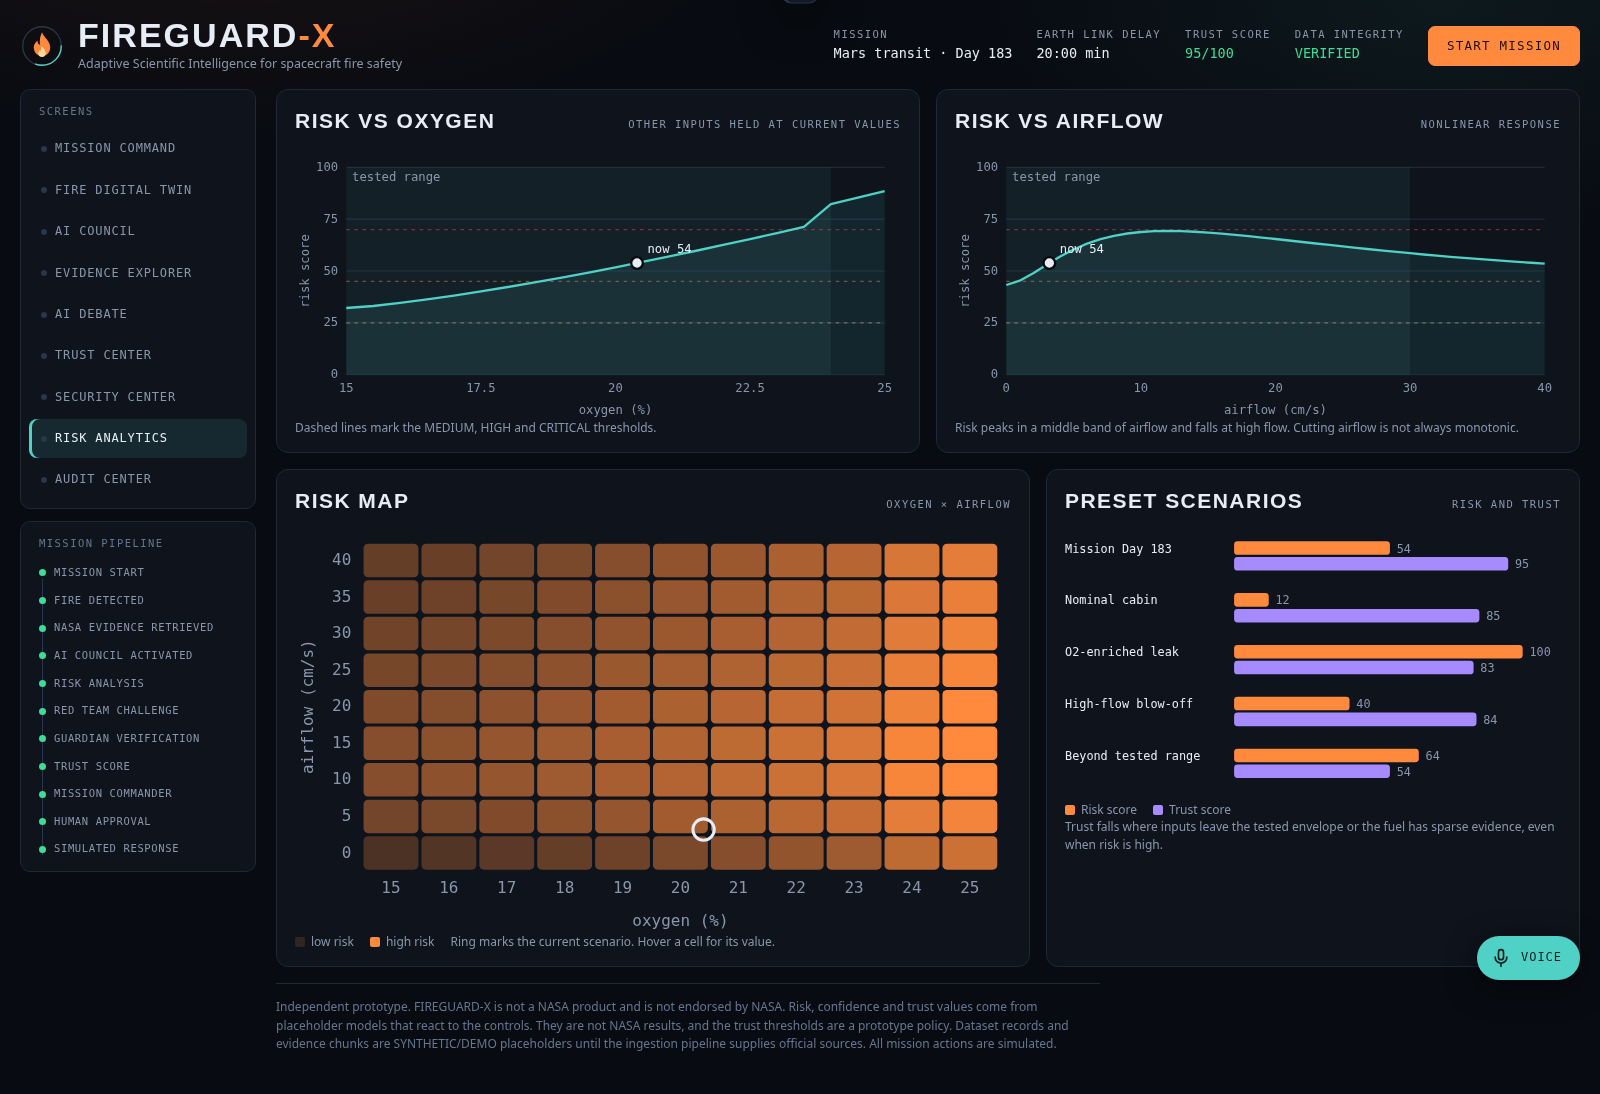 FIREGUARD-X
Adaptive Scientific Intelligence for spacecraft fire safety
MISSION
Mars transit · Day 183
EARTH LINK DELAY
20:00 min
TRUST SCORE
95/100
DATA INTEGRITY
VERIFIED
START MISSION
SCREENS
MISSION COMMAND
FIRE DIGITAL TWIN
AI COUNCIL
EVIDENCE EXPLORER
AI DEBATE
TRUST CENTER
SECURITY CENTER
RISK ANALYTICS
AUDIT CENTER
MISSION PIPELINE
MISSION START
FIRE DETECTED
NASA EVIDENCE RETRIEVED
AI COUNCIL ACTIVATED
RISK ANALYSIS
RED TEAM CHALLENGE
GUARDIAN VERIFICATION
TRUST SCORE
MISSION COMMANDER
HUMAN APPROVAL
SIMULATED RESPONSE
RISK VS OXYGEN
OTHER INPUTS HELD AT CURRENT VALUES
100
75
50
25
0
risk score
tested range
now 54
15 17.5 20 22.5 25
oxygen (%)
Dashed lines mark the MEDIUM, HIGH and CRITICAL thresholds.
RISK VS AIRFLOW
NONLINEAR RESPONSE
100
75
50
25
0
risk score
tested range
now 54
0 10 20 30 40
airflow (cm/s)
Risk peaks in a middle band of airflow and falls at high flow. Cutting airflow is not always monotonic.
RISK MAP
OXYGEN × AIRFLOW
40
35
30
25
20
15
10
5
0
airflow (cm/s)
15 16 17 18 19 20 21 22 23 24 25
oxygen (%)
low risk high risk Ring marks the current scenario. Hover a cell for its value.
PRESET SCENARIOS
RISK AND TRUST
Mission Day 183
54
95
Nominal cabin
12
85
O2-enriched leak
100
83
High-flow blow-off
40
84
Beyond tested range
64
54
Risk score Trust score
Trust falls where inputs leave the tested envelope or the fuel has sparse evidence, even
when risk is high.
VOICE
Independent prototype. FIREGUARD-X is not a NASA product and is not endorsed by NASA. Risk, confidence and trust values come from
placeholder models that react to the controls. They are not NASA results, and the trust thresholds are a prototype policy. Dataset records and
evidence chunks are SYNTHETIC/DEMO placeholders until the ingestion pipeline supplies official sources. All mission actions are simulated.